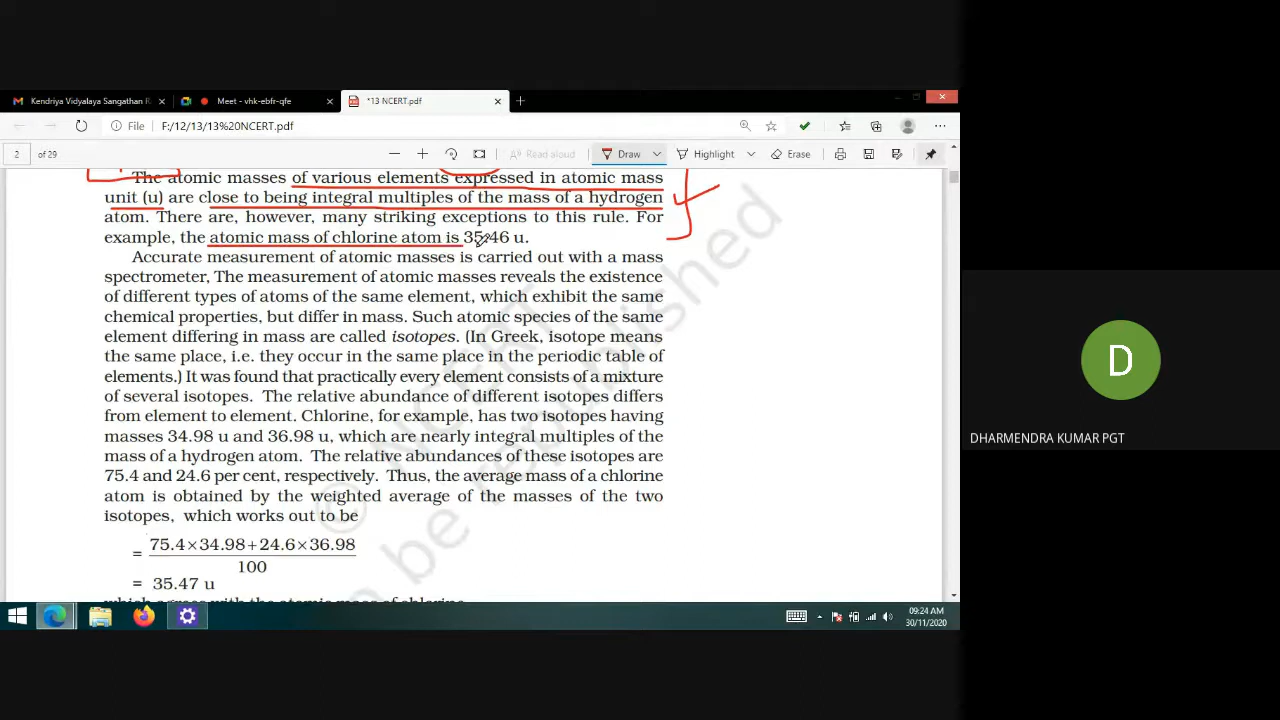 Kendriya Vidyalaya Sangathan
Meet - vhk-ebfr-qfe
*13 NCERT.pdf
File
F:/12/13/13%20NCERT.pdf
2 of 29
Read aloud
Draw
Highlight
Erase
The atomic masses of various elements expressed in atomic mass
unit (u) are close to being integral multiples of the mass of a hydrogen
atom. There are, however, many striking exceptions to this rule. For
example, the atomic mass of chlorine atom is 35.46 u.
Accurate measurement of atomic masses is carried out with a mass
spectrometer, The measurement of atomic masses reveals the existence
of different types of atoms of the same element, which exhibit the same
chemical properties, but differ in mass. Such atomic species of the same
element differing in mass are called isotopes. (In Greek, isotope means
the same place, i.e. they occur in the same place in the periodic table of
elements.) It was found that practically every element consists of a mixture
of several isotopes. The relative abundance of different isotopes differs
from element to element. Chlorine, for example, has two isotopes having
masses 34.98 u and 36.98 u, which are nearly integral multiples of the
mass of a hydrogen atom. The relative abundances of these isotopes are
75.4 and 24.6 per cent, respectively. Thus, the average mass of a chlorine
atom is obtained by the weighted average of the masses of the two
isotopes, which works out to be
= 75.4×34.98+24.6×36.98
100
= 35.47 u
which agrees with the atomic mass of chlorine
© NCERT
be republished
D
DHARMENDRA KUMAR PGT
09:24 AM
30/11/2020